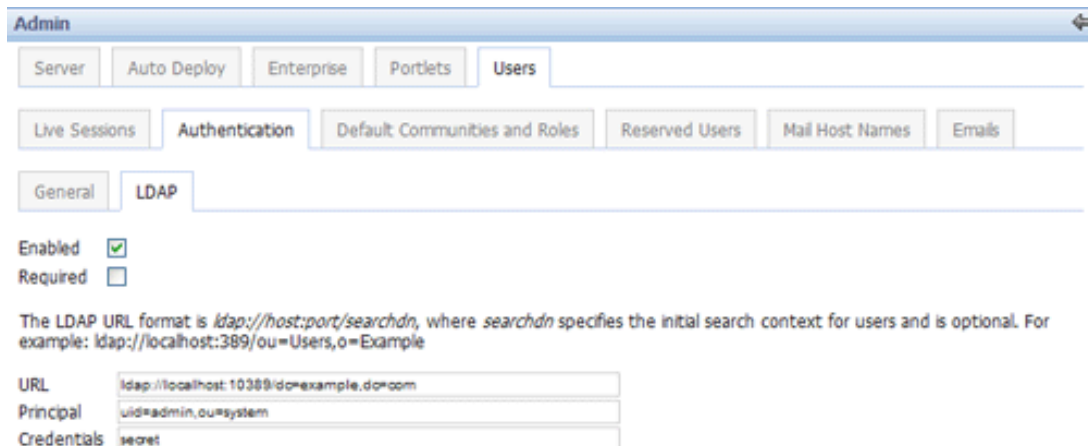 Admin
Server Auto Deploy Enterprise Portlets Users
Live Sessions Authentication Default Communities and Roles Reserved Users Mail Host Names Emails
General LDAP
Enabled
Required
The LDAP URL format is ldap://host:port/searchdn, where searchdn specifies the initial search context for users and is optional. For
example: ldap://localhost:389/ou=Users,o=Example
URL ldap://localhost:10389/dc=example,dc=com
Principal uid=admin,ou=system
Credentials secret